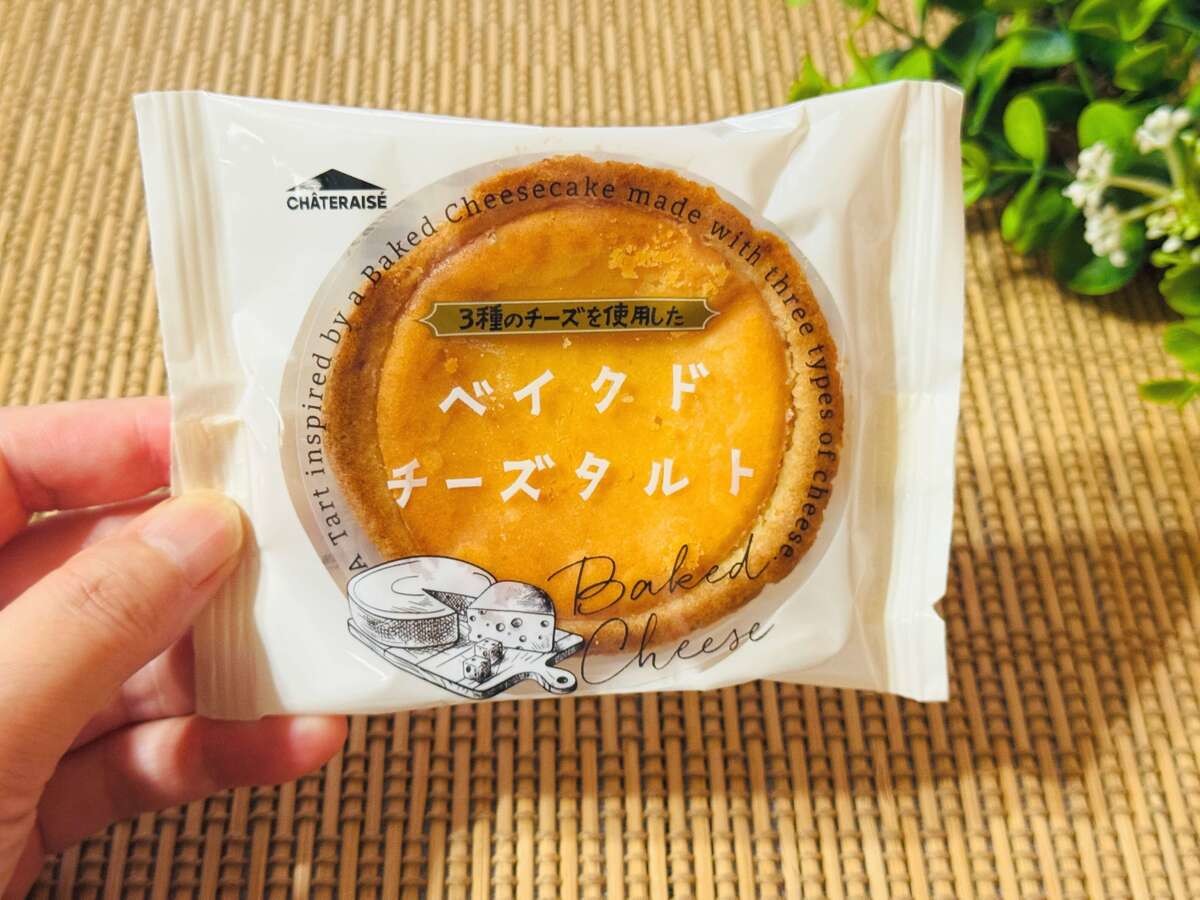 CHÂTERAISÉ
A Tart inspired by a Baked Cheesecake made with three types of cheese.
3種のチーズを使用した
ベイクド
チーズタルト
Baked
Cheese